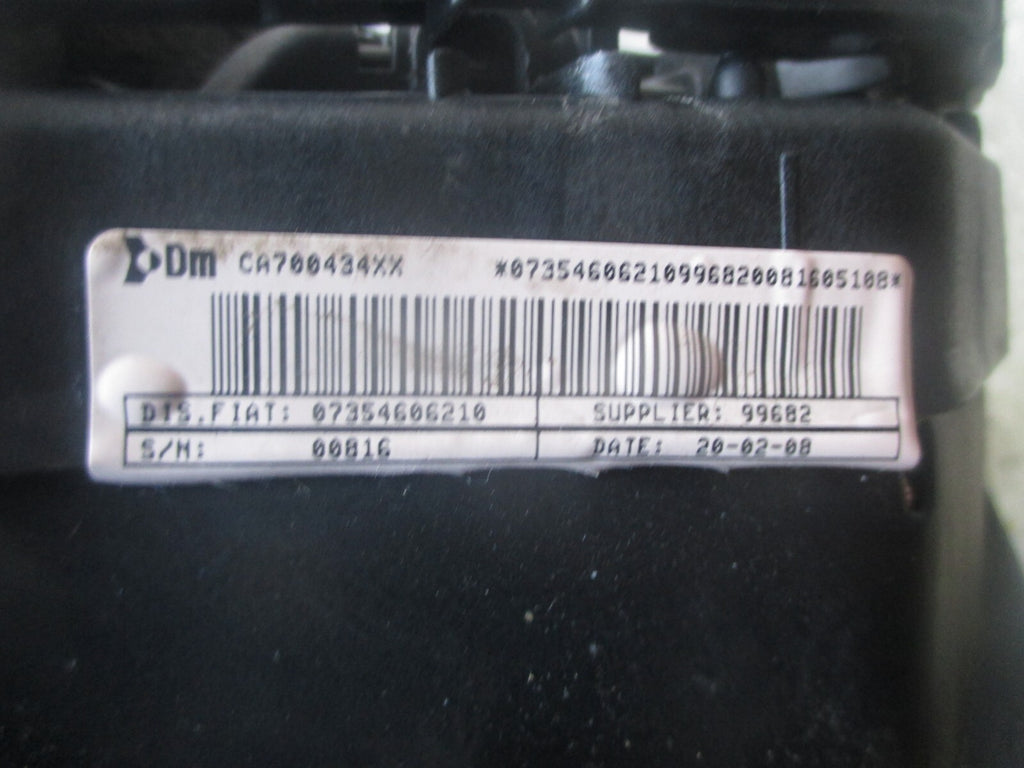 Dm CA700434XX *07354606210996820081605108*
DIS.FIAT: 07354606210 SUPPLIER: 99682
S/N: 00816 DATE: 20-02-08